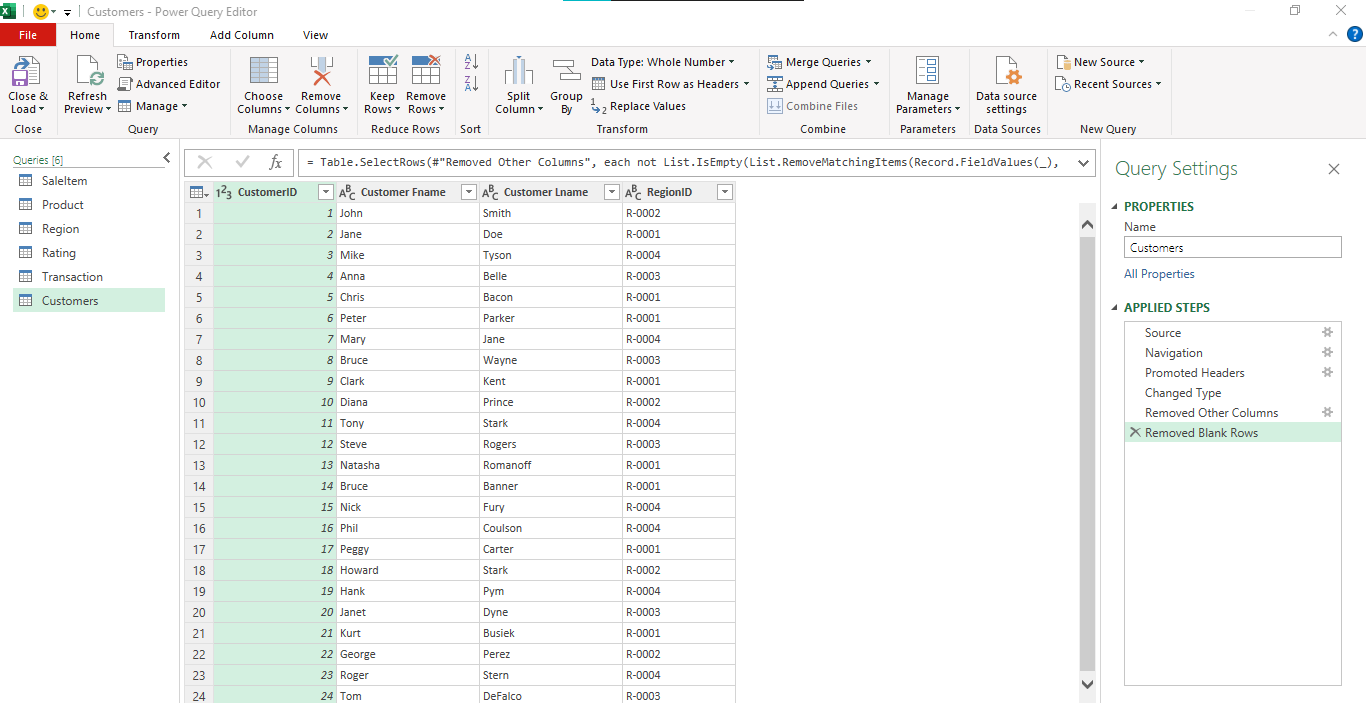 Customers - Power Query Editor
File Home Transform Add Column View
Close & Load
Close
Refresh Preview
Properties
Advanced Editor
Manage
Query
Choose Columns
Remove Columns
Manage Columns
Keep Rows
Remove Rows
Reduce Rows
Sort
Split Column
Group By
Data Type: Whole Number
Use First Row as Headers
Replace Values
Transform
Merge Queries
Append Queries
Combine Files
Combine
Manage Parameters
Parameters
Data source settings
Data Sources
New Source
Recent Sources
New Query
Queries [6]
SaleItem
Product
Region
Rating
Transaction
Customers
fx = Table.SelectRows(#"Removed Other Columns", each not List.IsEmpty(List.RemoveMatchingItems(Record.FieldValues(_),
123 CustomerID ABC Customer Fname ABC Customer Lname ABC RegionID
1 1 John Smith R-0002
2 2 Jane Doe R-0001
3 3 Mike Tyson R-0004
4 4 Anna Belle R-0003
5 5 Chris Bacon R-0001
6 6 Peter Parker R-0001
7 7 Mary Jane R-0004
8 8 Bruce Wayne R-0003
9 9 Clark Kent R-0001
10 10 Diana Prince R-0002
11 11 Tony Stark R-0004
12 12 Steve Rogers R-0003
13 13 Natasha Romanoff R-0001
14 14 Bruce Banner R-0001
15 15 Nick Fury R-0004
16 16 Phil Coulson R-0004
17 17 Peggy Carter R-0001
18 18 Howard Stark R-0002
19 19 Hank Pym R-0004
20 20 Janet Dyne R-0003
21 21 Kurt Busiek R-0001
22 22 George Perez R-0002
23 23 Roger Stern R-0004
24 24 Tom DeFalco R-0003
Query Settings
PROPERTIES
Name
Customers
All Properties
APPLIED STEPS
Source
Navigation
Promoted Headers
Changed Type
Removed Other Columns
Removed Blank Rows